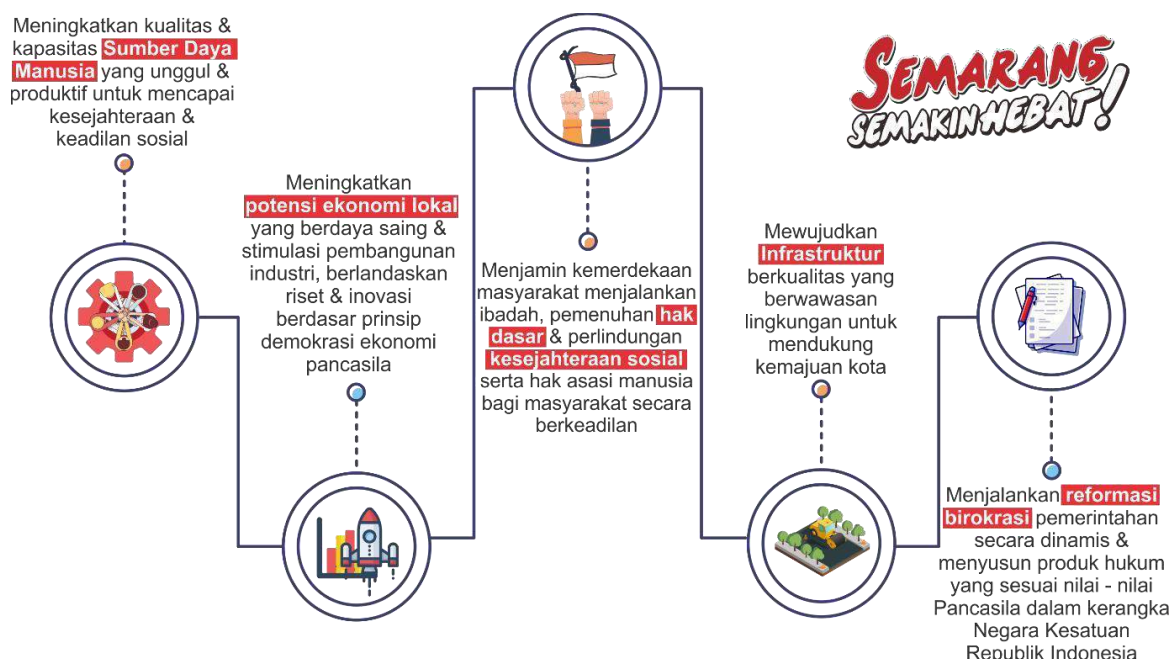 Meningkatkan kualitas &
kapasitas Sumber Daya
Manusia yang unggul &
produktif untuk mencapai
kesejahteraan &
keadilan sosial
Meningkatkan
potensi ekonomi lokal
yang berdaya saing &
stimulasi pembangunan
industri, berlandaskan
riset & inovasi
berdasar prinsip
demokrasi ekonomi
pancasila
Menjamin kemerdekaan
masyarakat menjalankan
ibadah, pemenuhan hak
dasar & perlindungan
kesejahteraan sosial
serta hak asasi manusia
bagi masyarakat secara
berkeadilan
SEMARANG
SEMAKIN HEBAT!
Mewujudkan
Infrastruktur
berkualitas yang
berwawasan
lingkungan untuk
mendukung
kemajuan kota
Menjalankan reformasi
birokrasi pemerintahan
secara dinamis &
menyusun produk hukum
yang sesuai nilai - nilai
Pancasila dalam kerangka
Negara Kesatuan
Republik Indonesia